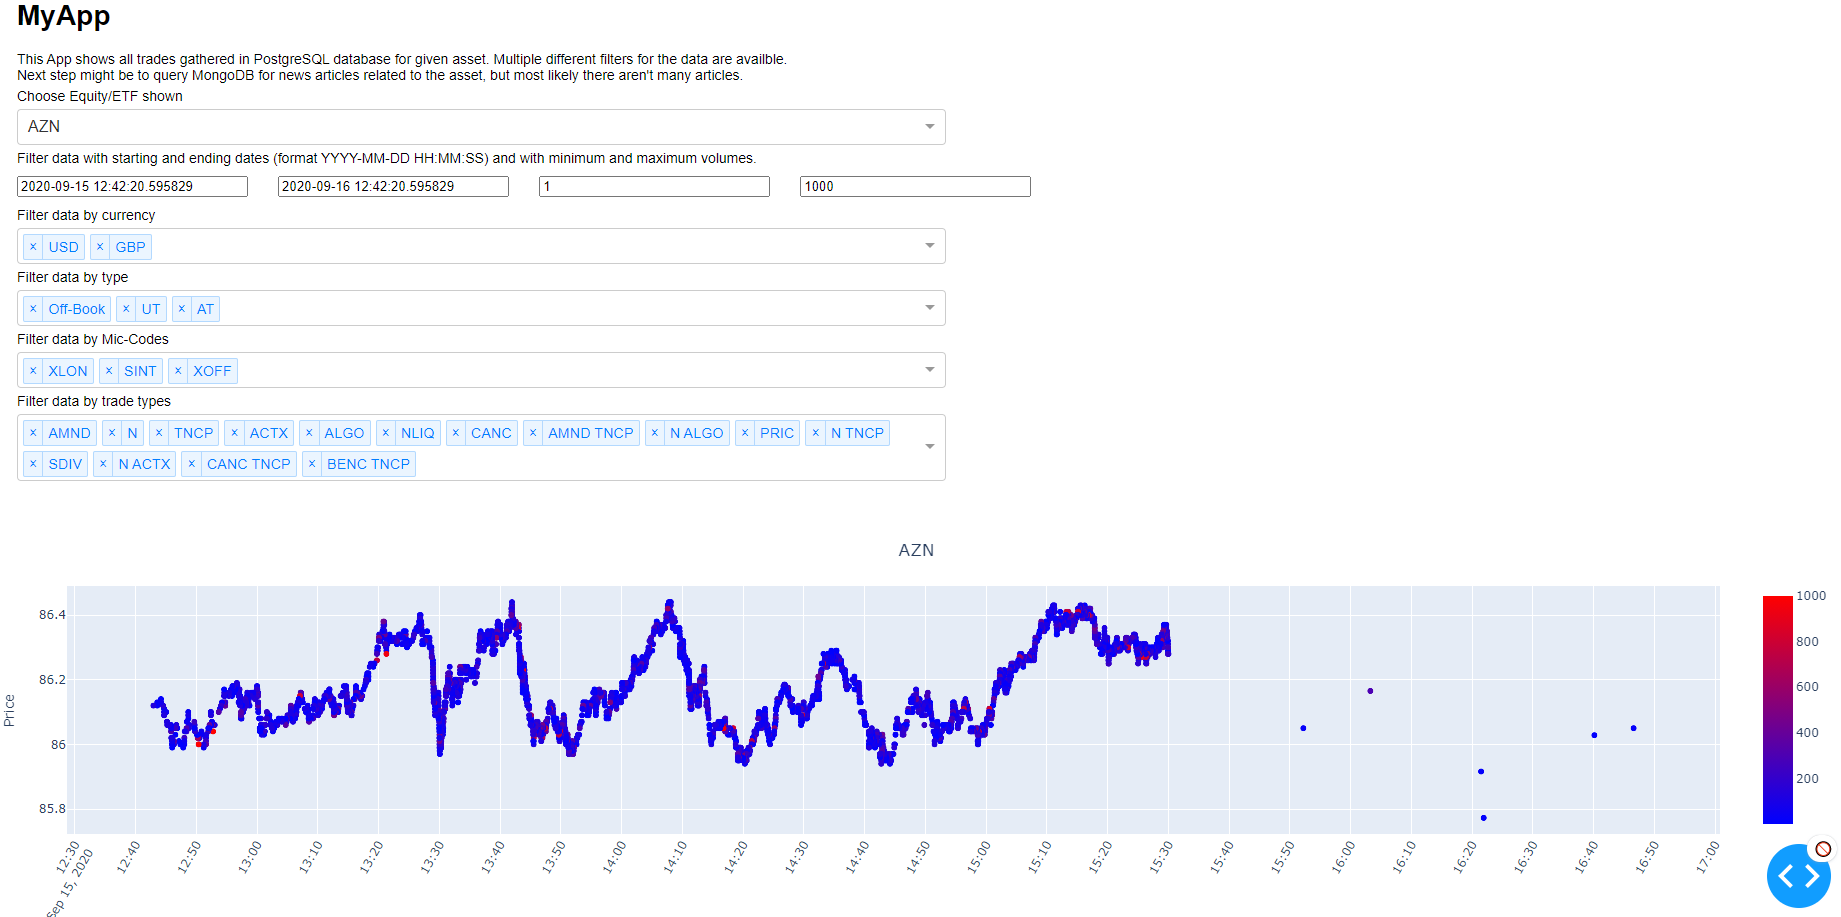 MyApp
This App shows all trades gathered in PostgreSQL database for given asset. Multiple different filters for the data are availble.
Next step might be to query MongoDB for news articles related to the asset, but most likely there aren't many articles.
Choose Equity/ETF shown
AZN
Filter data with starting and ending dates (format YYYY-MM-DD HH:MM:SS) and with minimum and maximum volumes.
2020-09-15 12:42:20.595829 2020-09-16 12:42:20.595829 1 1000
Filter data by currency
× USD × GBP
Filter data by type
× Off-Book × UT × AT
Filter data by Mic-Codes
× XLON × SINT × XOFF
Filter data by trade types
× AMND × N × TNCP × ACTX × ALGO × NLIQ × CANC × AMND TNCP × N ALGO × PRIC × N TNCP
× SDIV × N ACTX × CANC TNCP × BENC TNCP
AZN
Price
86.4
86.2
86
85.8
12:30 12:40 12:50 13:00 13:10 13:20 13:30 13:40 13:50 14:00 14:10 14:20 14:30 14:40 14:50 15:00 15:10 15:20 15:30 15:40 15:50 16:00 16:10 16:20 16:30 16:40 16:50 17:00
Sep 15, 2020
1000
800
600
400
200